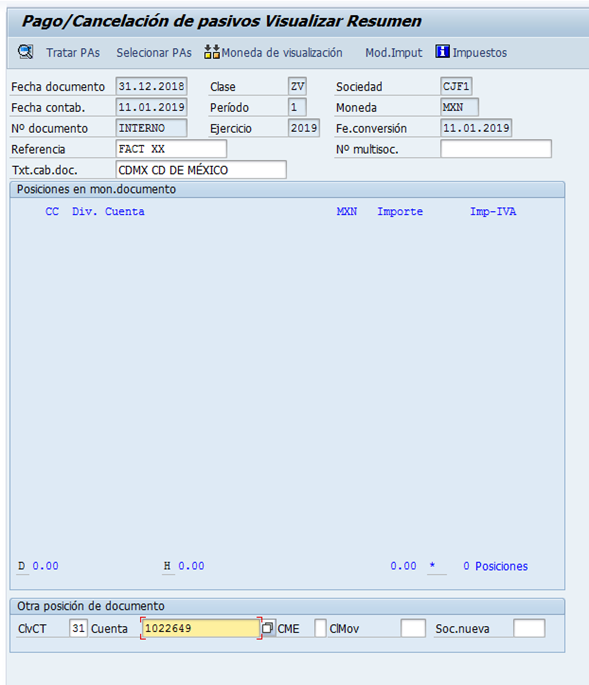 Pago/Cancelación de pasivos Visualizar Resumen
Tratar PAs Selecionar PAs Moneda de visualización Mod.Imput Impuestos
Fecha documento 31.12.2018 Clase ZV Sociedad CJF1
Fecha contab. 11.01.2019 Período 1 Moneda MXN
Nº documento INTERNO Ejercicio 2019 Fe.conversión 11.01.2019
Referencia FACT XX Nº multisoc.
Txt.cab.doc. CDMX CD DE MÉXICO
Posiciones en mon.documento
CC Div. Cuenta MXN Importe Imp-IVA
D 0.00 H 0.00 0.00 * 0 Posiciones
Otra posición de documento
ClvCT 31 Cuenta 1022649 CME ClMov Soc.nueva